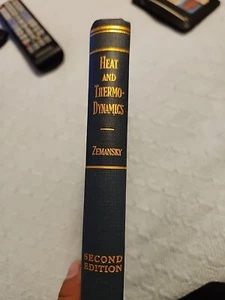 HEAT
AND
THERMO-
DYNAMICS
ZEMANSKY
SECOND
EDITION